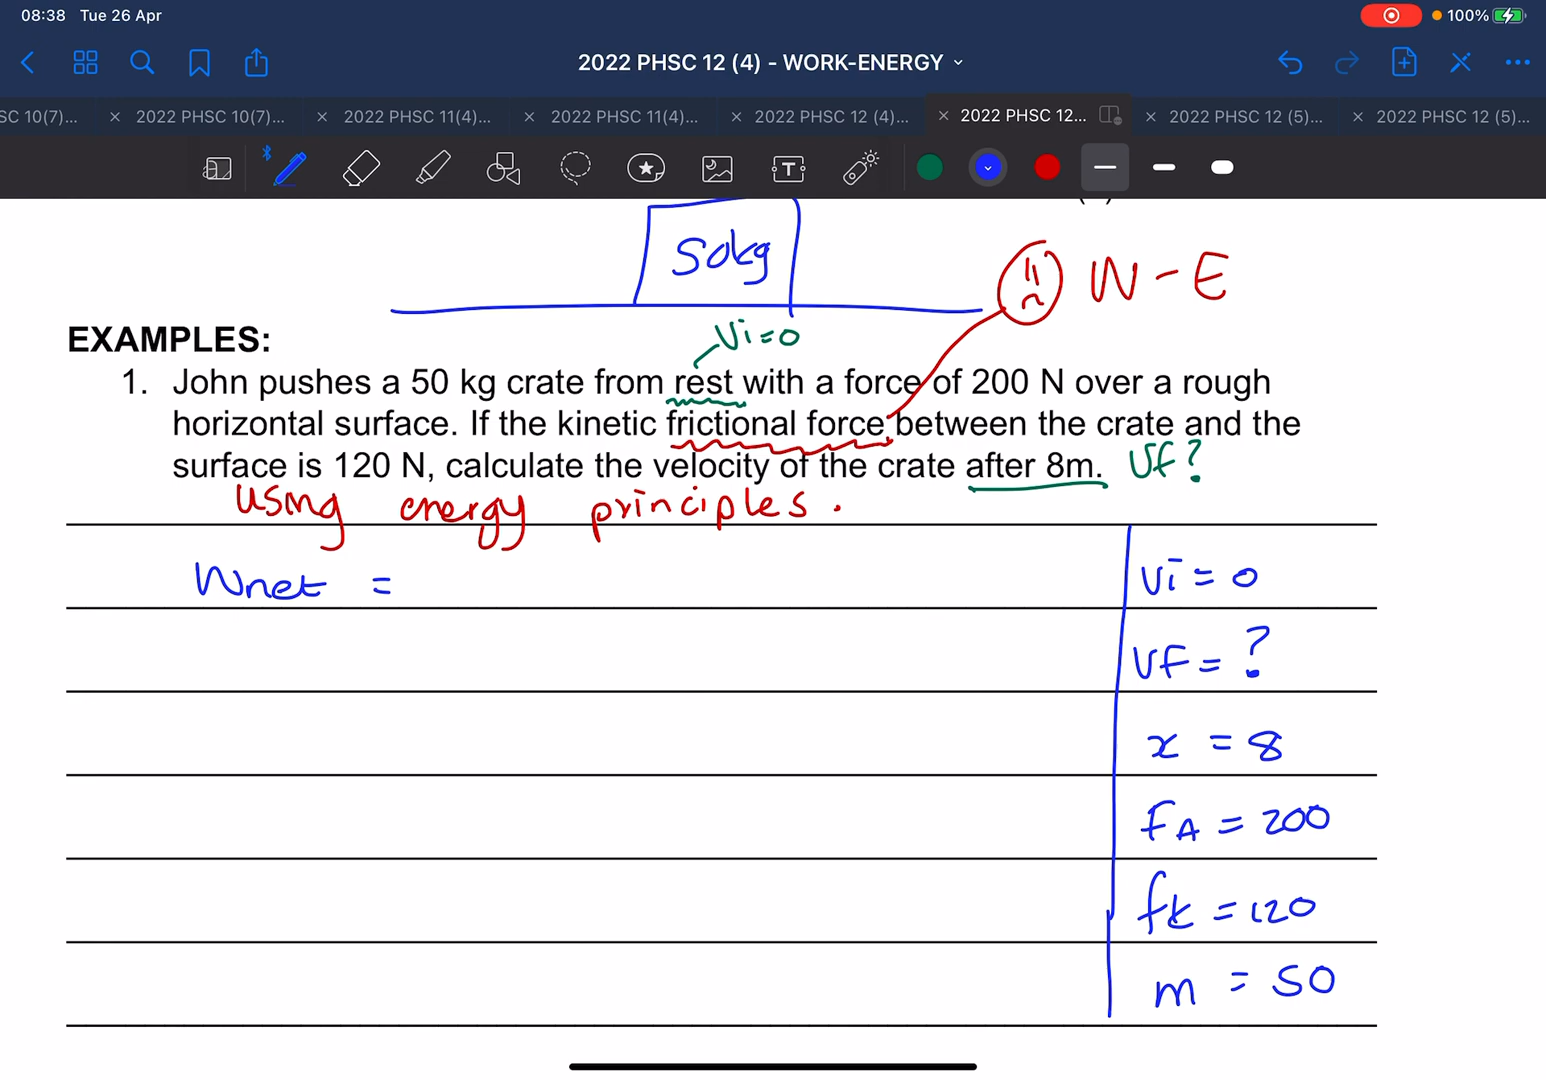 08:38 Tue 26 Apr
100%
2022 PHSC 12 (4) - WORK-ENERGY
SC 10(7)...
2022 PHSC 10(7)...
2022 PHSC 11(4)...
2022 PHSC 11(4)...
2022 PHSC 12 (4)...
2022 PHSC 12...
2022 PHSC 12 (5)...
2022 PHSC 12 (5)...
T
50kg
W - E
EXAMPLES:
Vi = 0
1. John pushes a 50 kg crate from rest with a force of 200 N over a rough
horizontal surface. If the kinetic frictional force between the crate and the
surface is 120 N, calculate the velocity of the crate after 8m. Vf?
using energy principles.
Wnet =
Vi = 0
Vf = ?
x = 8
FA = 200
fk = 120
m = 50